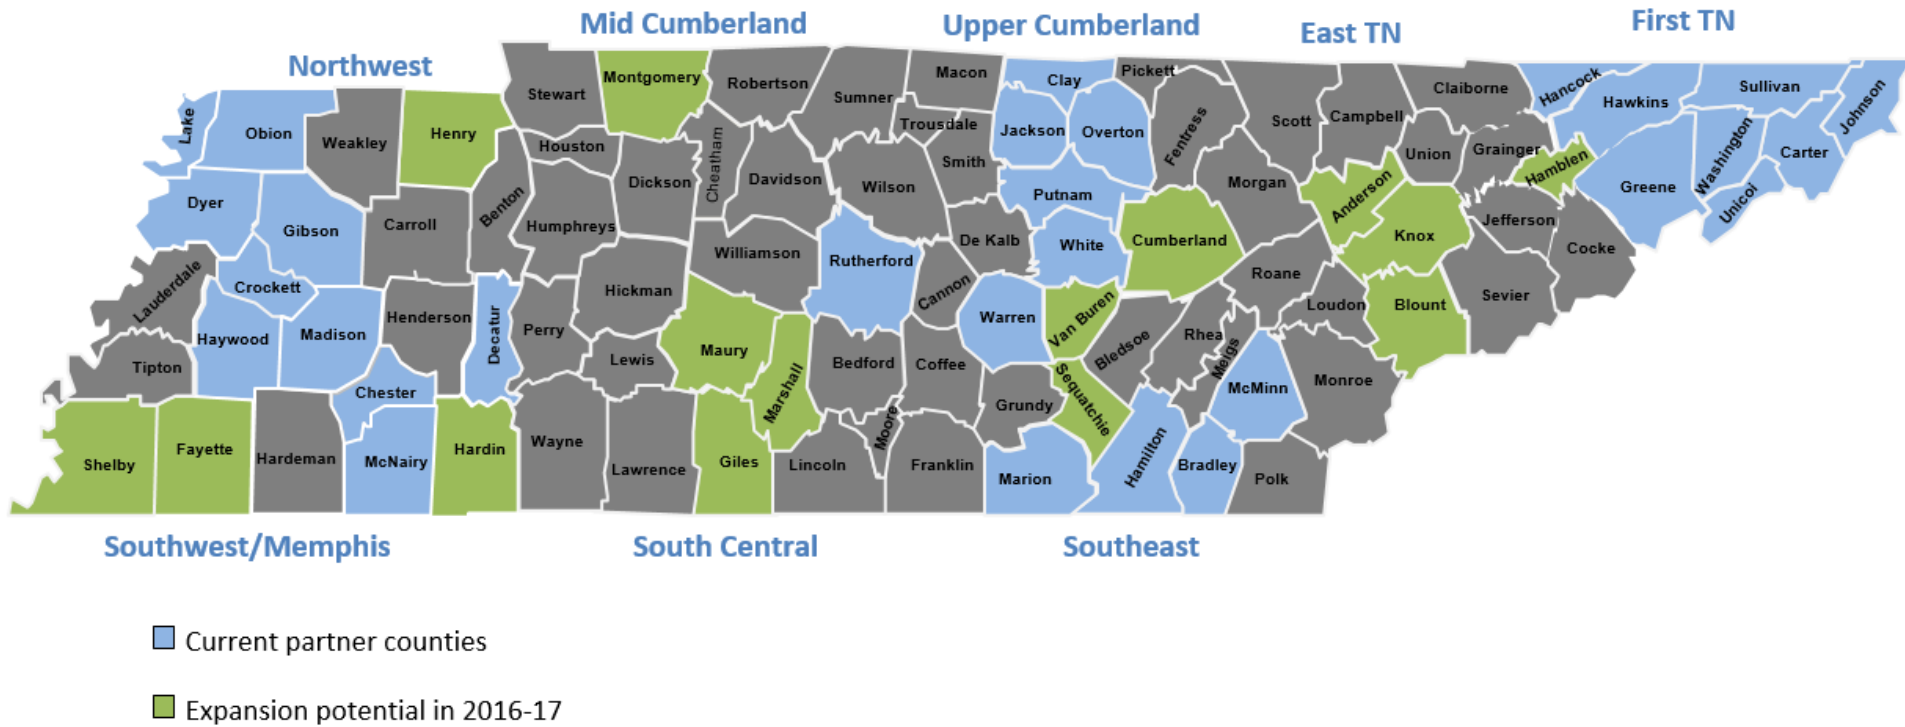 Mid Cumberland
Upper Cumberland
East TN
First TN
Northwest
Stewart
Montgomery
Robertson
Sumner
Macon
Clay
Pickett
Scott
Campbell
Claiborne
Hancock
Hawkins
Sullivan
Johnson
Lake
Obion
Weakley
Henry
Houston
Cheatham
Trousdale
Smith
Jackson
Overton
Fentress
Union
Grainger
Hamblen
Washington
Carter
Dyer
Gibson
Carroll
Benton
Humphreys
Dickson
Davidson
Wilson
Putnam
Morgan
Anderson
Knox
Jefferson
Cocke
Greene
Unicoi
Lauderdale
Crockett
Williamson
Rutherford
De Kalb
White
Cumberland
Roane
Loudon
Blount
Sevier
Haywood
Madison
Henderson
Decatur
Perry
Hickman
Cannon
Warren
Van Buren
Bledsoe
Rhea
Meigs
Monroe
Tipton
Chester
Lewis
Maury
Marshall
Bedford
Coffee
Grundy
Sequatchie
McMinn
Shelby
Fayette
Hardeman
McNairy
Hardin
Wayne
Lawrence
Giles
Lincoln
Moore
Franklin
Marion
Hamilton
Bradley
Polk
Southwest/Memphis
South Central
Southeast
Current partner counties
Expansion potential in 2016-17